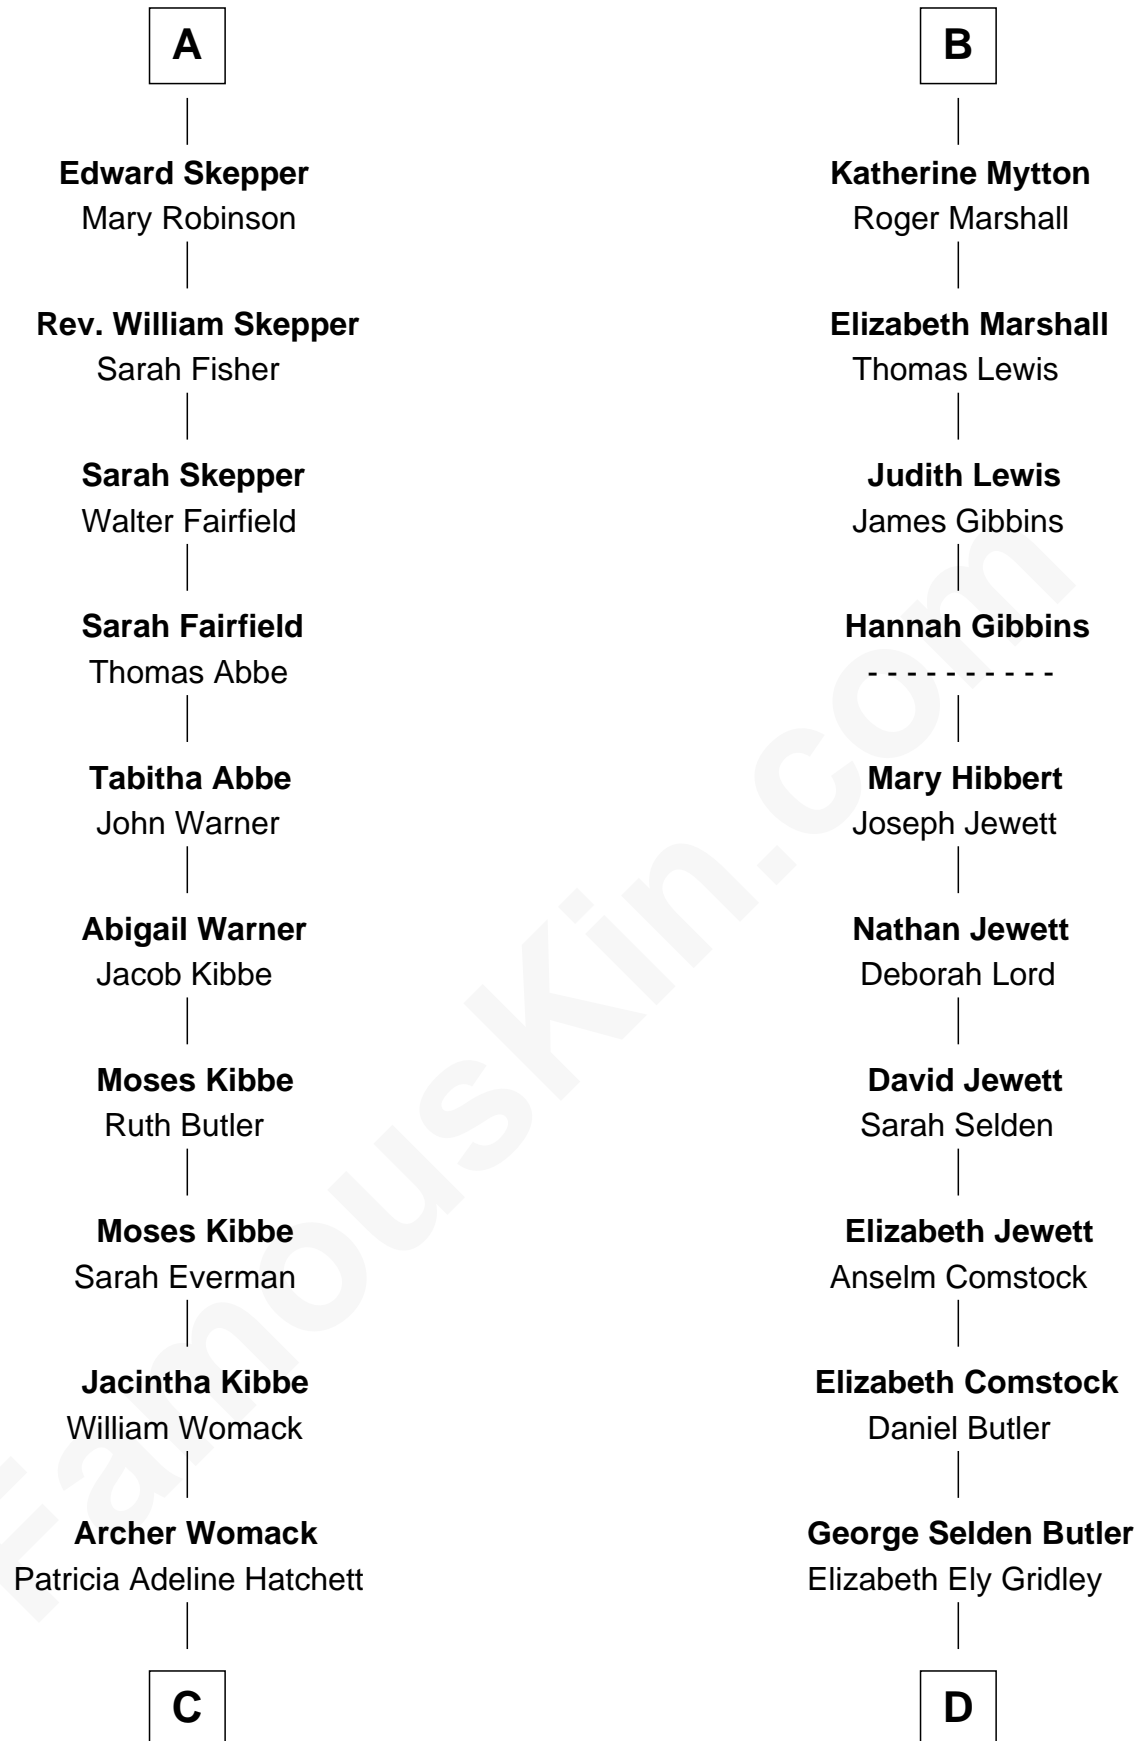 A
Edward Skepper
Mary Robinson
Rev. William Skepper
Sarah Fisher
Sarah Skepper
Walter Fairfield
Sarah Fairfield
Thomas Abbe
Tabitha Abbe
John Warner
Abigail Warner
Jacob Kibbe
Moses Kibbe
Ruth Butler
Moses Kibbe
Sarah Everman
Jacintha Kibbe
William Womack
Archer Womack
Patricia Adeline Hatchett
C
B
Katherine Mytton
Roger Marshall
Elizabeth Marshall
Thomas Lewis
Judith Lewis
James Gibbins
Hannah Gibbins
- - - - - - - - - -
Mary Hibbert
Joseph Jewett
Nathan Jewett
Deborah Lord
David Jewett
Sarah Selden
Elizabeth Jewett
Anselm Comstock
Elizabeth Comstock
Daniel Butler
George Selden Butler
Elizabeth Ely Gridley
D
FamousKin.com